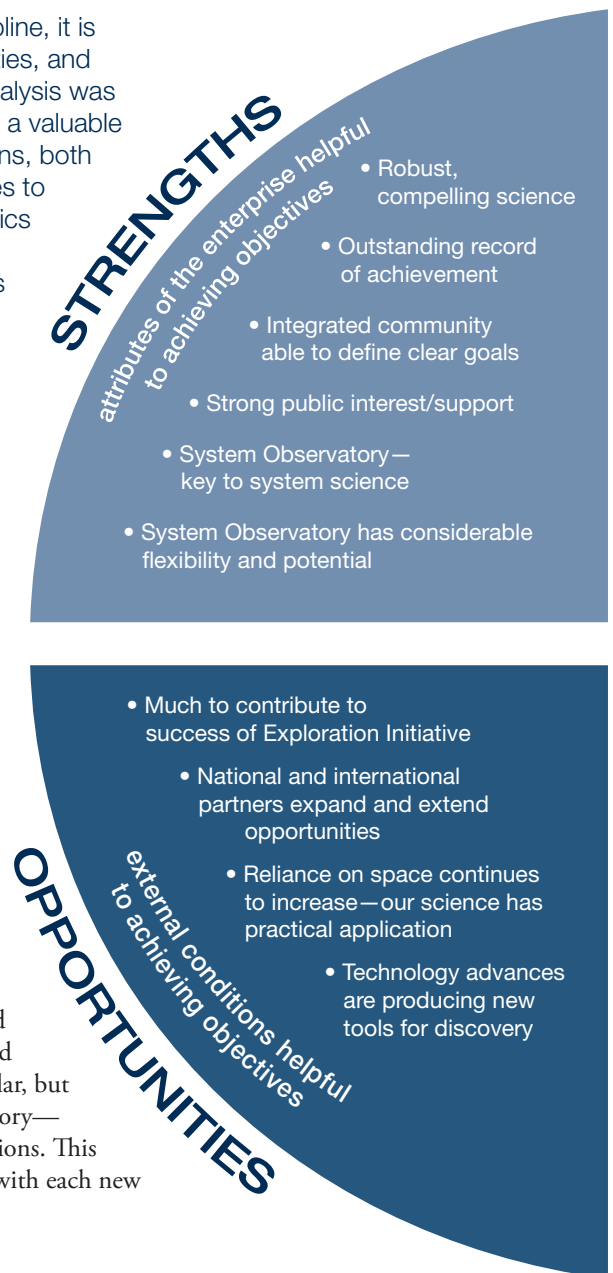 pline, it is
ies, and
alysis was
a valuable
ns, both
es to
ics
s
STRENGTHS
attributes of the enterprise helpful
to achieving objectives
• Robust,
compelling science
• Outstanding record
of achievement
• Integrated community
able to define clear goals
• Strong public interest/support
• System Observatory—
key to system science
• System Observatory has considerable
flexibility and potential
• Much to contribute to
success of Exploration Initiative
• National and international
partners expand and extend
opportunities
• Reliance on space continues
to increase—our science has
practical application
• Technology advances
are producing new
tools for discovery
external conditions helpful
to achieving objectives
OPPORTUNITIES
d
d
lar, but
ory—
ions. This
with each new